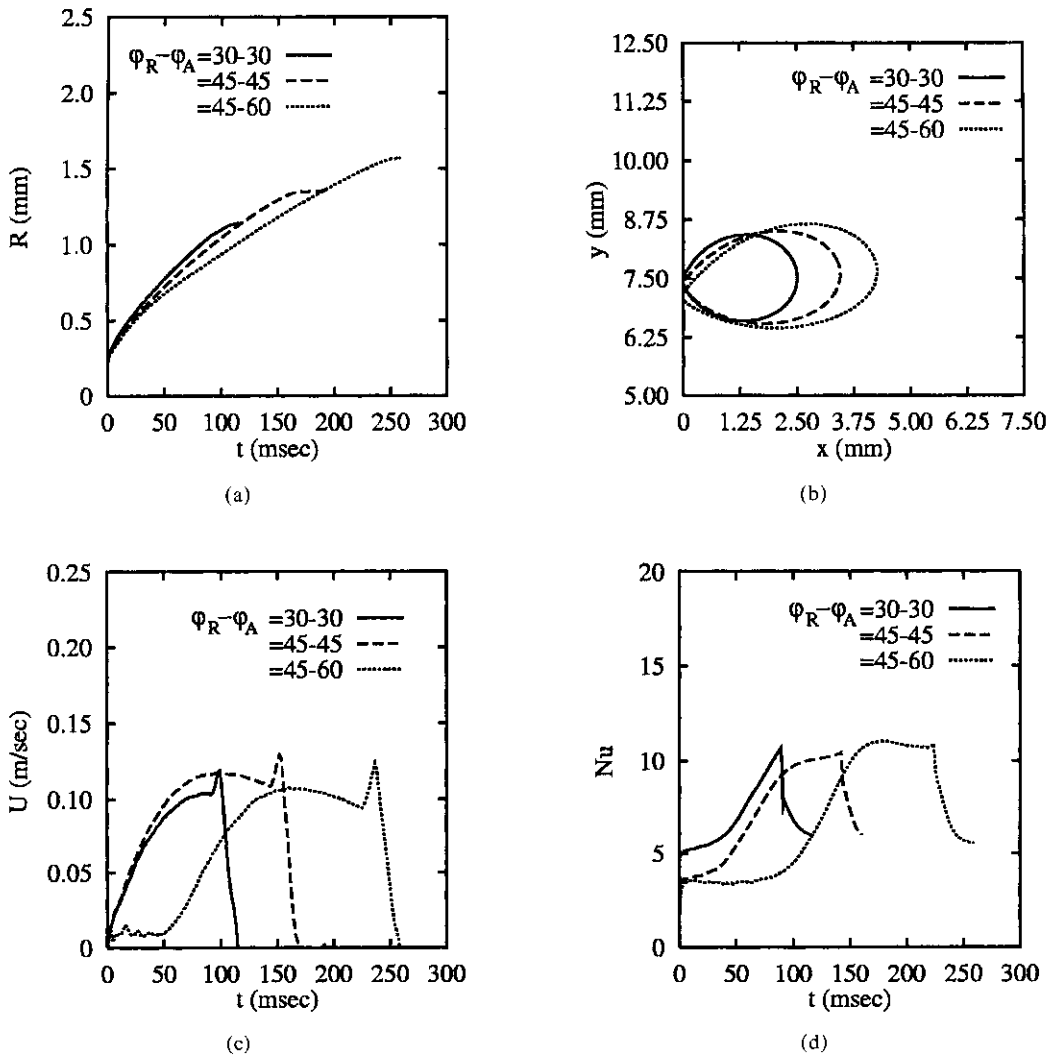 2.5
2.0
1.5
1.0
0.5
0
R (mm)
φR−φA =30-30
=45-45
=45-60
0 50 100 150 200 250 300
t (msec)
(a)
12.50
11.25
10.00
8.75
7.50
6.25
5.00
y (mm)
φR−φA =30-30
=45-45
=45-60
0 1.25 2.50 3.75 5.00 6.25 7.50
x (mm)
(b)
0.25
0.20
0.15
0.10
0.05
0
U (m/sec)
φR−φA =30-30
=45-45
=45-60
0 50 100 150 200 250 300
t (msec)
(c)
20
15
10
5
0
Nu
φR−φA =30-30
=45-45
=45-60
0 50 100 150 200 250 300
t (msec)
(d)